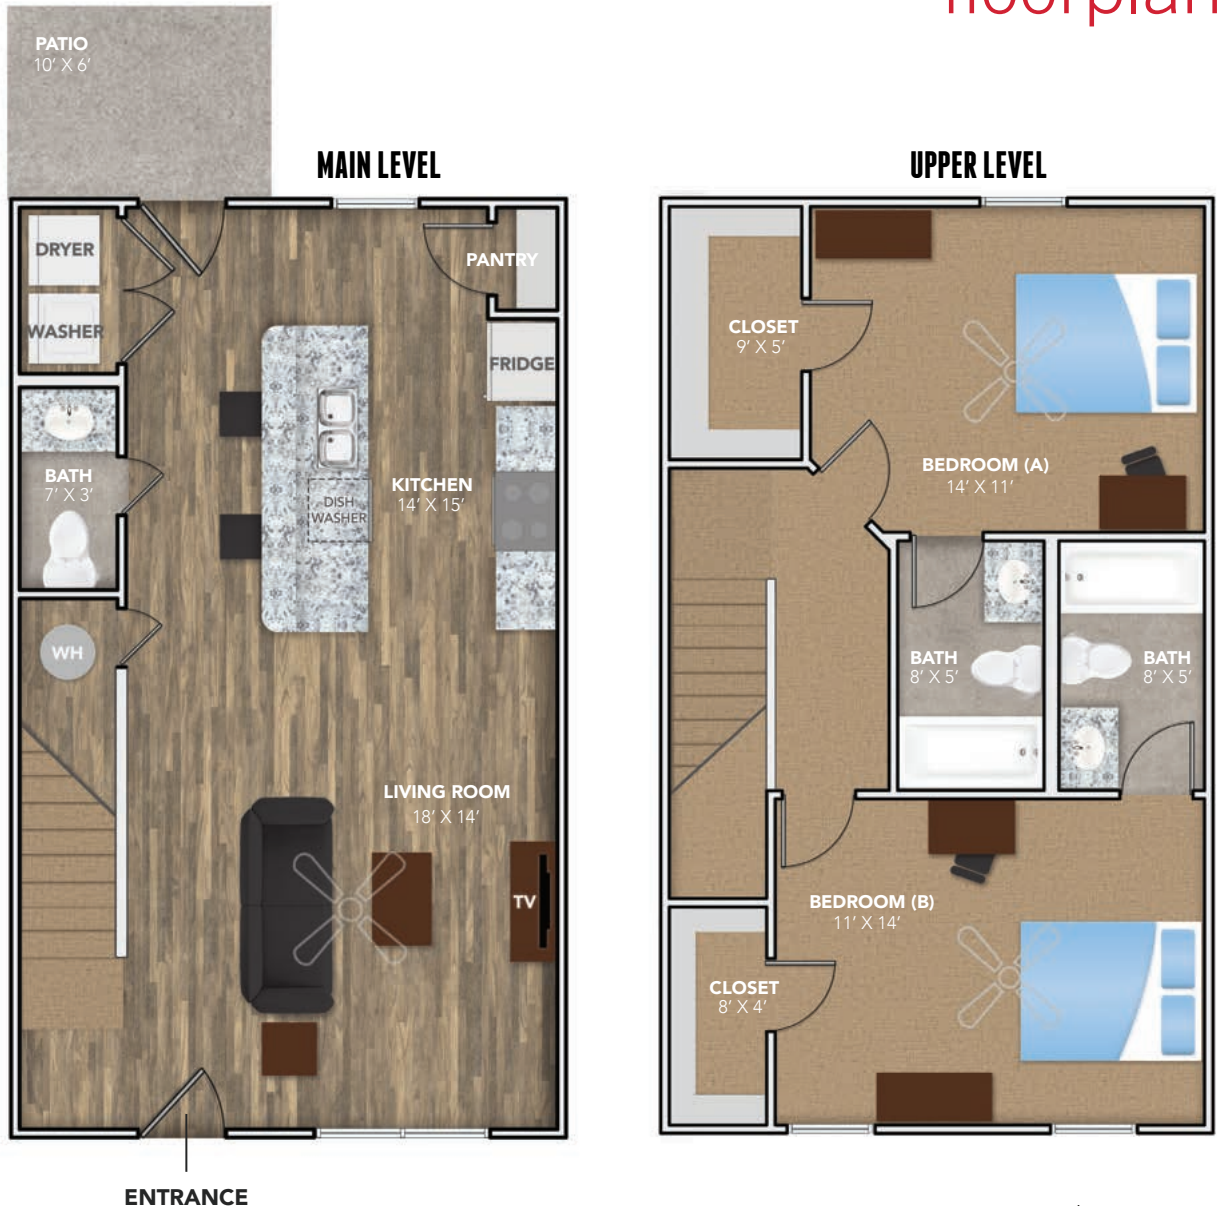 floorplan
PATIO
10' X 6'
MAIN LEVEL
UPPER LEVEL
DRYER
WASHER
PANTRY
FRIDGE
BATH
7' X 3'
KITCHEN
14' X 15'
DISH
WASHER
WH
LIVING ROOM
18' X 14'
TV
ENTRANCE
CLOSET
9' X 5'
BEDROOM (A)
14' X 11'
BATH
8' X 5'
BATH
8' X 5'
BEDROOM (B)
11' X 14'
CLOSET
8' X 4'